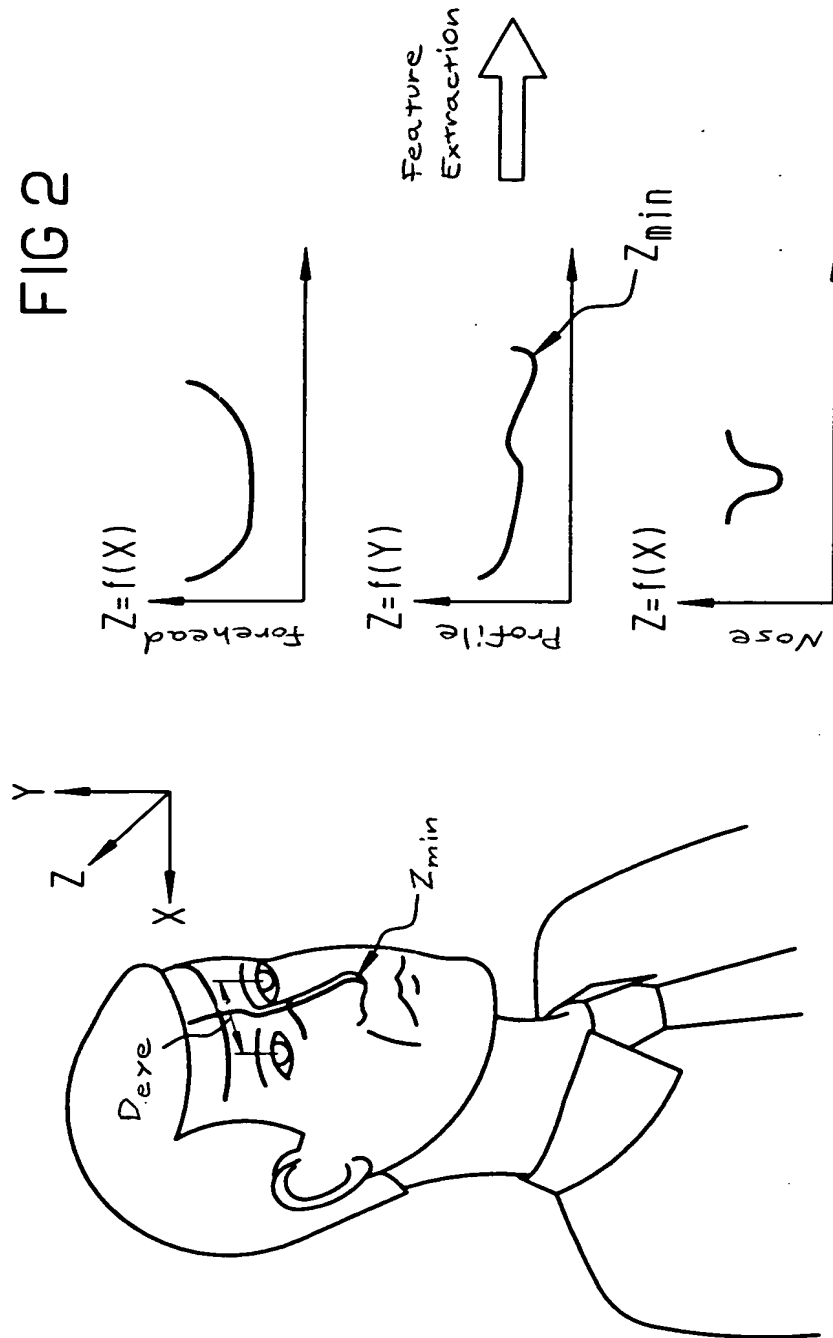 FIG 2
Y
Z
X
D.eye
Zmin
Z=f(X)
Forehead
Z=f(Y)
Profile
Zmin
Z=f(X)
Nose
Feature
Extraction